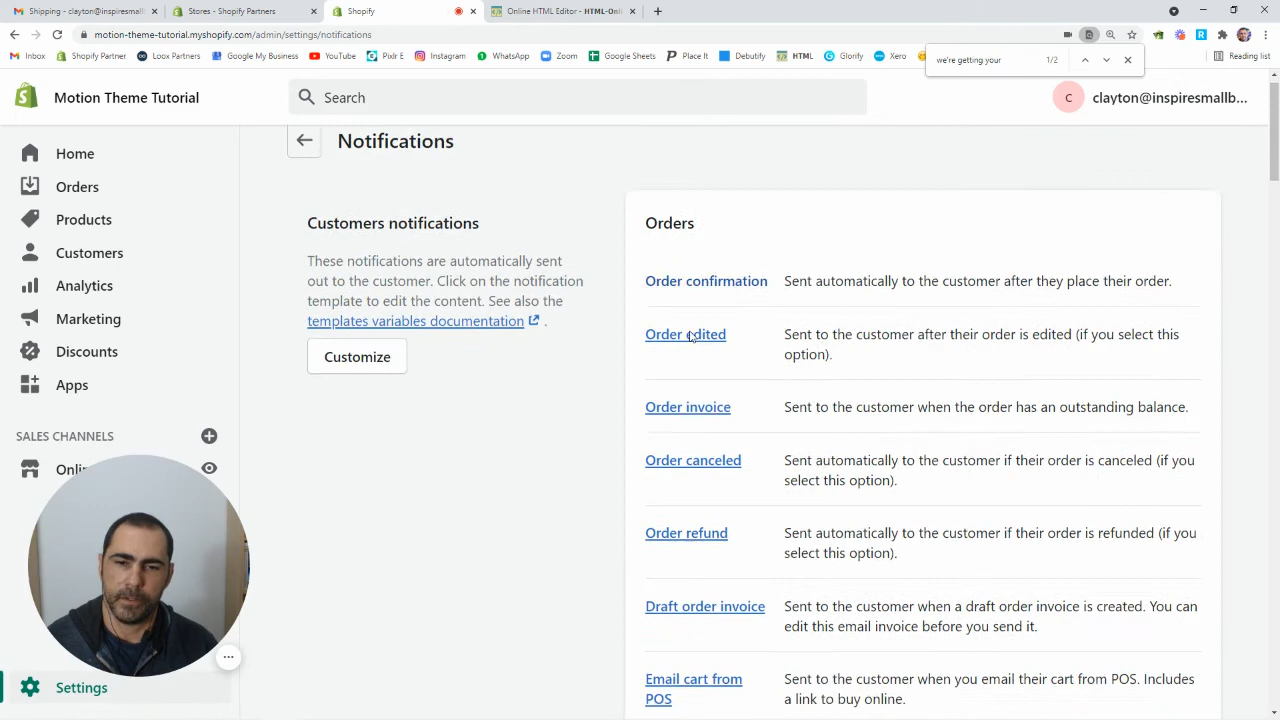 Shipping - clayton@inspiresmall
Stores - Shopify Partners
Shopify
Online HTML Editor - HTML-Onli
motion-theme-tutorial.myshopify.com/admin/settings/notifications
Inbox
Shopify Partner
Loox Partners
Google My Business
YouTube
Pixlr E
Instagram
WhatsApp
Zoom
Google Sheets
Place It
Debutify
HTML
Glorify
Xero
Reading list
we're getting your 1/2
Motion Theme Tutorial
Search
C
clayton@inspiresmallb...
Home
Orders
Products
Customers
Analytics
Marketing
Discounts
Apps
SALES CHANNELS
Onli
Settings
Notifications
Customers notifications
These notifications are automatically sent
out to the customer. Click on the notification
template to edit the content. See also the
templates variables documentation .
Customize
Orders
Order confirmation Sent automatically to the customer after they place their order.
Order edited Sent to the customer after their order is edited (if you select this
option).
Order invoice Sent to the customer when the order has an outstanding balance.
Order canceled Sent automatically to the customer if their order is canceled (if you
select this option).
Order refund Sent automatically to the customer if their order is refunded (if you
select this option).
Draft order invoice Sent to the customer when a draft order invoice is created. You can
edit this email invoice before you send it.
Email cart from Sent to the customer when you email their cart from POS. Includes
POS a link to buy online.